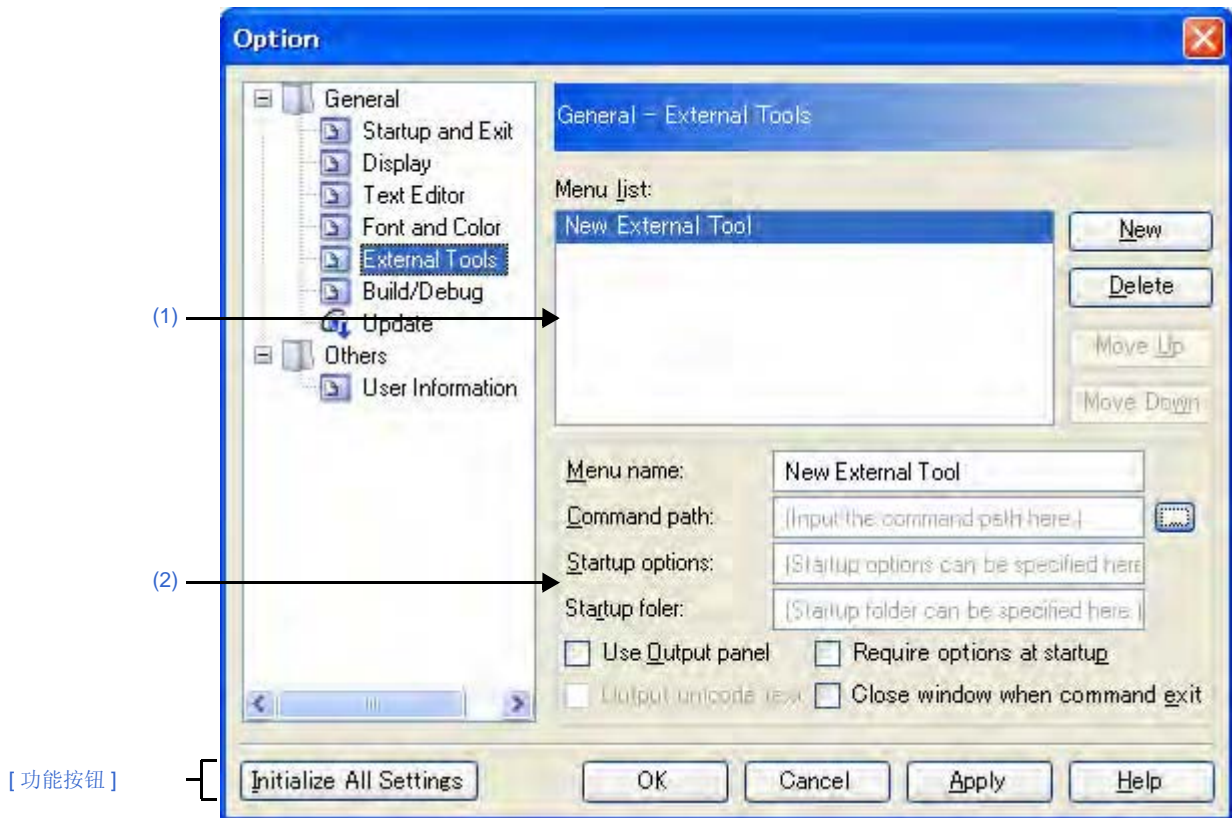 Option
General
Startup and Exit
Display
Text Editor
Font and Color
External Tools
Build/Debug
Update
Others
User Information
General - External Tools
Menu list:
New External Tool
New
Delete
Move Up
Move Down
(1)
Menu name:
New External Tool
Command path:
(Input the command path here.)
...
(2)
Startup options:
(Startup options can be specified here
Startup foler:
(Startup folder can be specified here.)
Use Output panel
Require options at startup
Output unicode text
Close window when command exit
[ 功能按钮 ]
Initialize All Settings
OK
Cancel
Apply
Help